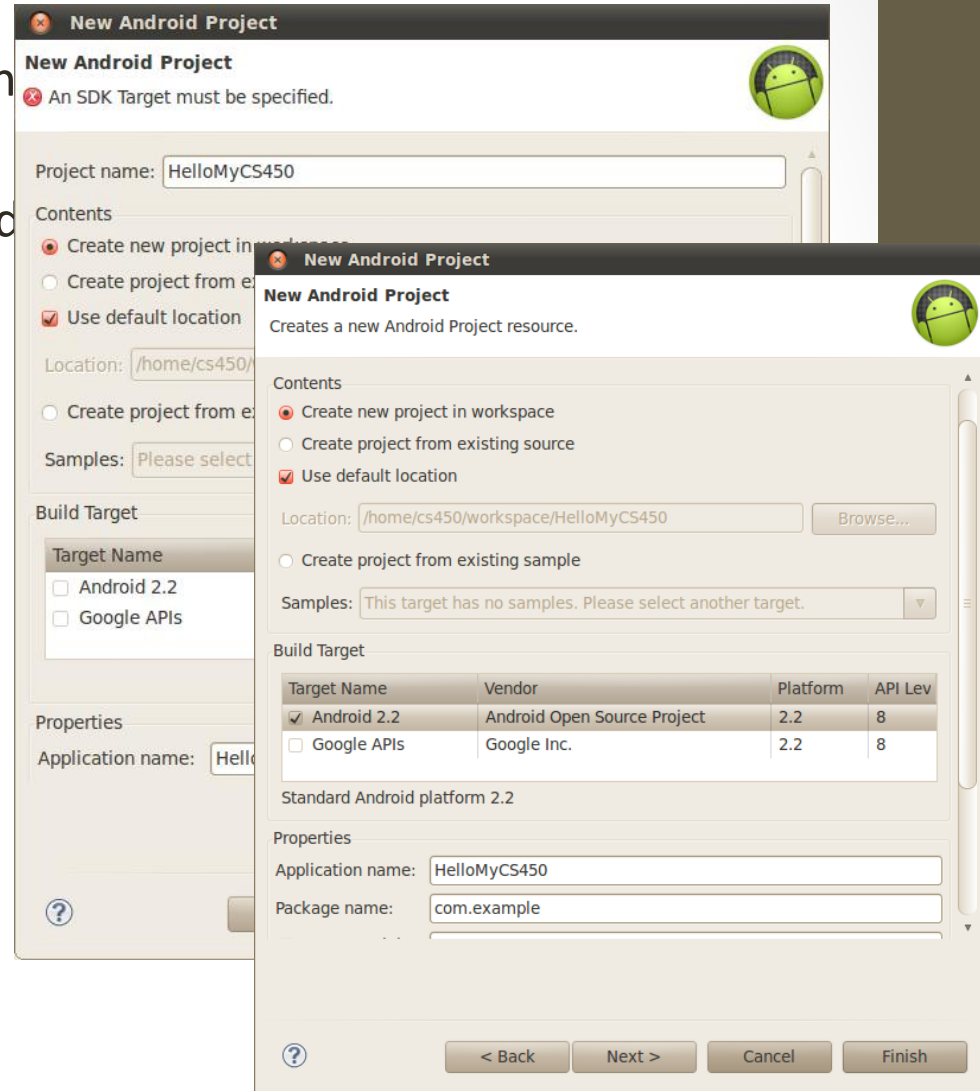 New Android Project
New Android Project
An SDK Target must be specified.
Project name: HelloMyCS450
Contents
Create new project in
Create project from
Use default location
Location: /home/cs450/
Create project from
Samples: Please select
Build Target
Target Name
Android 2.2
Google APIs
Properties
Application name:
New Android Project
New Android Project
Creates a new Android Project resource.
Contents
Create new project in workspace
Create project from existing source
Use default location
Location: /home/cs450/workspace/HelloMyCS450 Browse...
Create project from existing sample
Samples: This target has no samples. Please select another target.
Build Target
Target Name Vendor Platform API Lev
Android 2.2 Android Open Source Project 2.2 8
Google APIs Google Inc. 2.2 8
Standard Android platform 2.2
Properties
Application name: HelloMyCS450
Package name: com.example
< Back Next > Cancel Finish